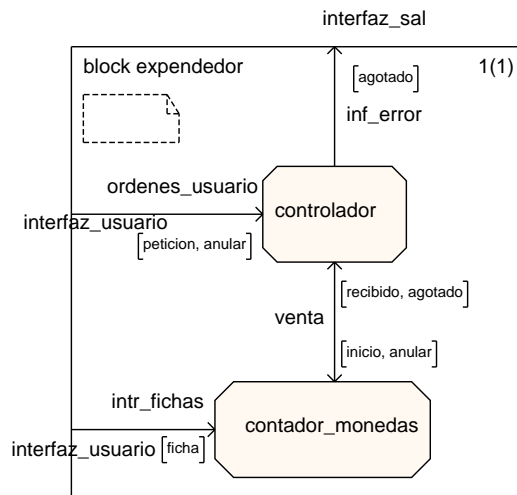 interfaz_sal
block expendedor
1(1)
[agotado]
inf_error
ordenes_usuario
controlador
interfaz_usuario
[peticion, anular]
[recibido, agotado]
venta
[inicio, anular]
intr_fichas
contador_monedas
interfaz_usuario [ficha]